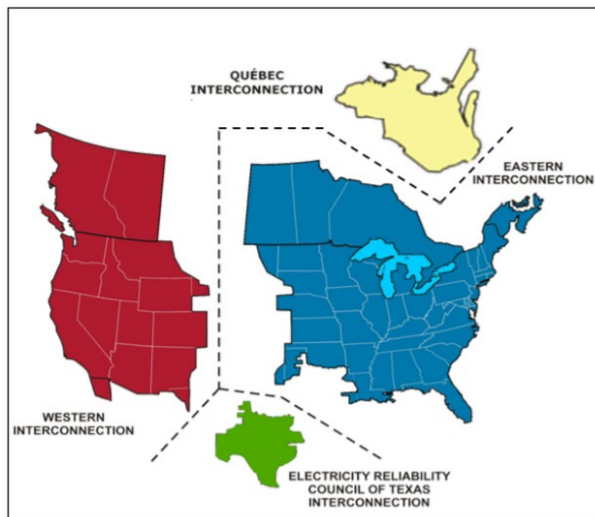 QUÉBEC
INTERCONNECTION
EASTERN
INTERCONNECTION
WESTERN
INTERCONNECTION
ELECTRICITY RELIABILITY
COUNCIL OF TEXAS
INTERCONNECTION